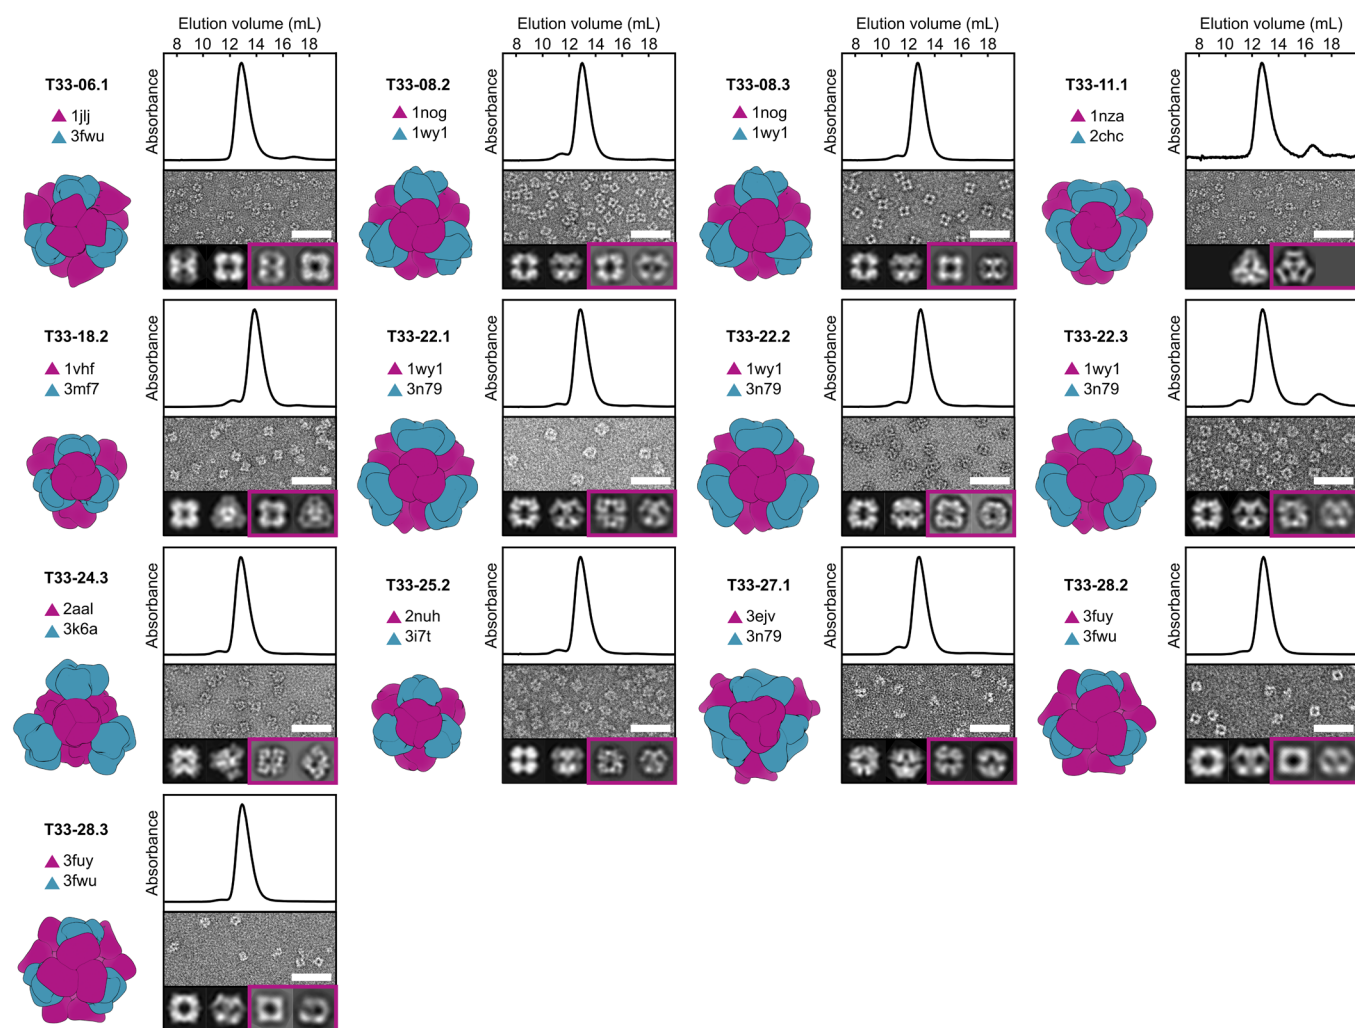 Elution volume (mL)
8 10 12 14 16 18
T33-06.1
1jlj
3fwu
Absorbance
Elution volume (mL)
8 10 12 14 16 18
T33-08.2
1nog
1wy1
Absorbance
Elution volume (mL)
8 10 12 14 16 18
T33-08.3
1nog
1wy1
Absorbance
Elution volume (mL)
8 10 12 14 16 18
T33-11.1
1nza
2chc
Absorbance
T33-18.2
1vhf
3mf7
Absorbance
T33-22.1
1wy1
3n79
Absorbance
T33-22.2
1wy1
3n79
Absorbance
T33-22.3
1wy1
3n79
Absorbance
T33-24.3
2aal
3k6a
Absorbance
T33-25.2
2nuh
3i7t
Absorbance
T33-27.1
3ejv
3n79
Absorbance
T33-28.2
3fuy
3fwu
Absorbance
T33-28.3
3fuy
3fwu
Absorbance